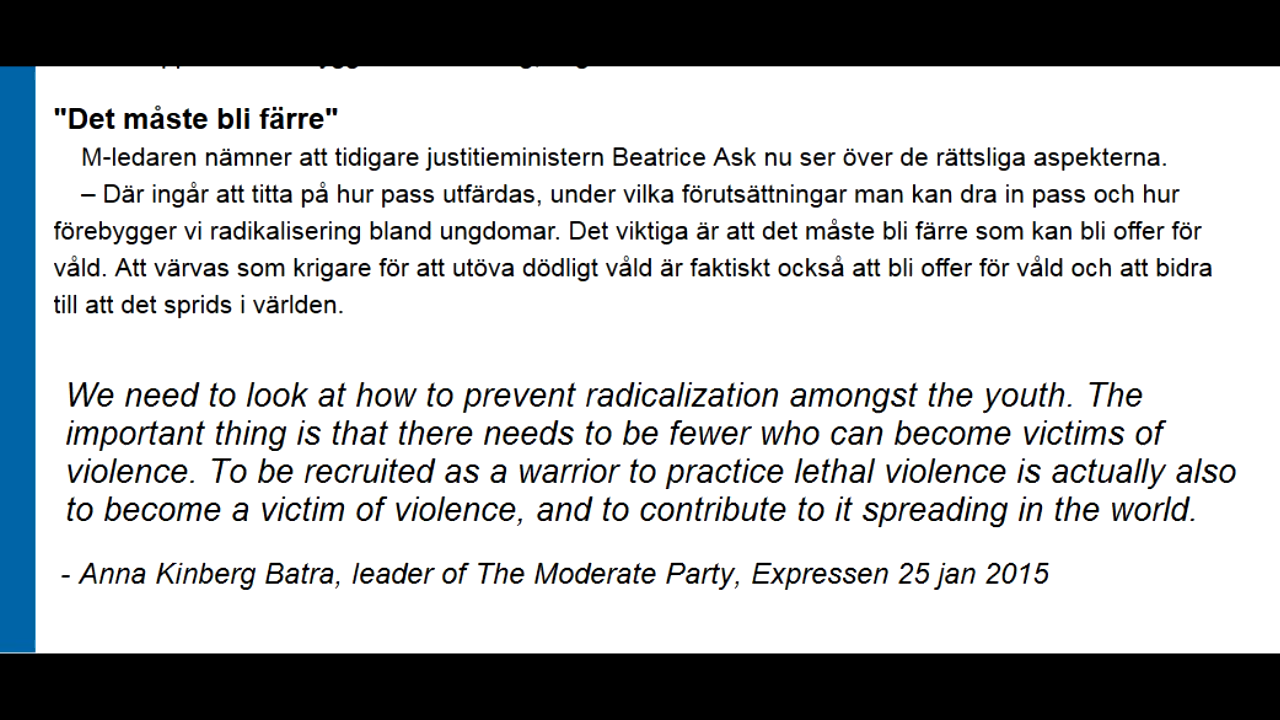 "Det måste bli färre"
M-ledaren nämner att tidigare justitieministern Beatrice Ask nu ser över de rättsliga aspekterna.
– Där ingår att titta på hur pass utfärdas, under vilka förutsättningar man kan dra in pass och hur
förebygger vi radikalisering bland ungdomar. Det viktiga är att det måste bli färre som kan bli offer för
våld. Att värvas som krigare för att utöva dödligt våld är faktiskt också att bli offer för våld och att bidra
till att det sprids i världen.
We need to look at how to prevent radicalization amongst the youth. The
important thing is that there needs to be fewer who can become victims of
violence. To be recruited as a warrior to practice lethal violence is actually also
to become a victim of violence, and to contribute to it spreading in the world.
- Anna Kinberg Batra, leader of The Moderate Party, Expressen 25 jan 2015